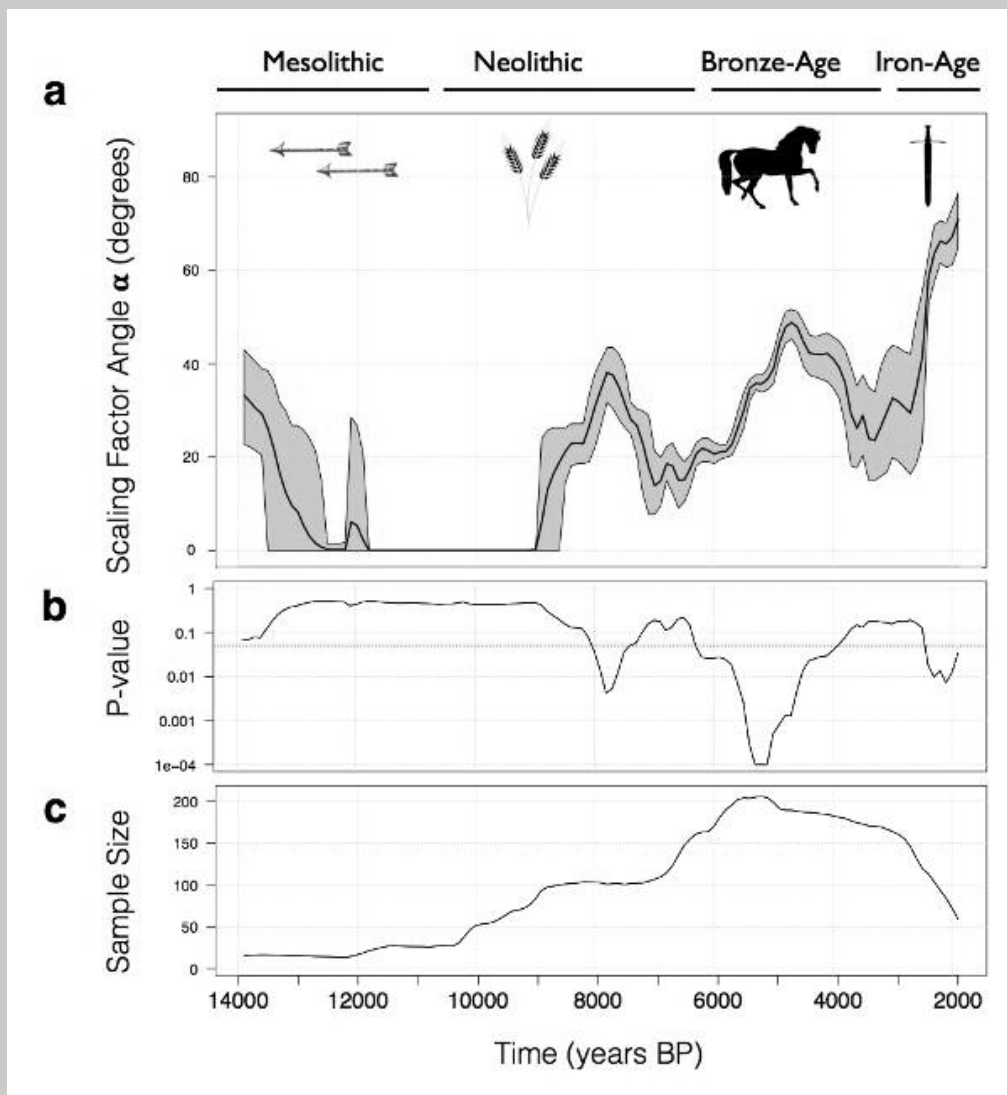 Mesolithic Neolithic Bronze-Age Iron-Age
a
Scaling Factor Angle α (degrees)
80
60
40
20
0
b
P-value
1
0.1
0.01
0.001
1e−04
c
Sample Size
200
150
100
50
0
14000 12000 10000 8000 6000 4000 2000
Time (years BP)